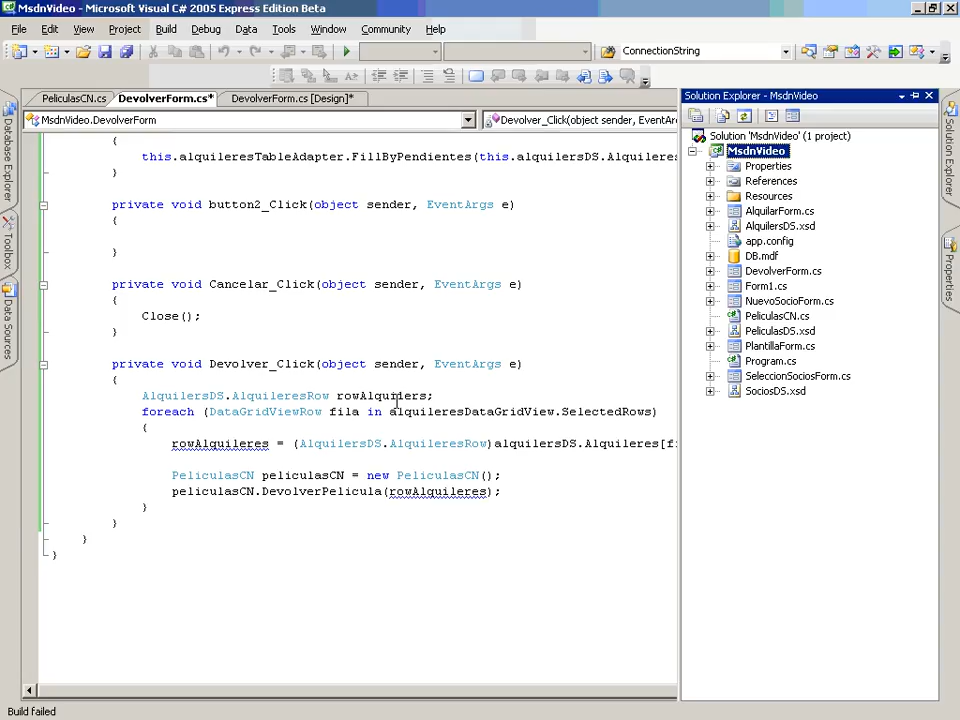 MsdnVideo - Microsoft Visual C# 2005 Express Edition Beta
File Edit View Project Build Debug Data Tools Window Community Help
ConnectionString
PeliculasCN.cs DevolverForm.cs* DevolverForm.cs [Design]*
MsdnVideo.DevolverForm Devolver_Click(object sender, EventAr
{
this.alquileresTableAdapter.FillByPendientes(this.alquilersDS.Alquileres
}
private void button2_Click(object sender, EventArgs e)
{
}
private void Cancelar_Click(object sender, EventArgs e)
{
Close();
}
private void Devolver_Click(object sender, EventArgs e)
{
AlquilersDS.AlquileresRow rowAlquilers;
foreach (DataGridViewRow fila in alquileresDataGridView.SelectedRows)
{
rowAlquileres = (AlquilersDS.AlquileresRow)alquilersDS.Alquileres[fi
PeliculasCN peliculasCN = new PeliculasCN();
peliculasCN.DevolverPelicula(rowAlquileres);
}
}
}
}
Solution Explorer - MsdnVideo
Solution 'MsdnVideo' (1 project)
MsdnVideo
Properties
References
Resources
AlquilarForm.cs
AlquilersDS.xsd
app.config
DB.mdf
DevolverForm.cs
Form1.cs
NuevoSocioForm.cs
PeliculasCN.cs
PeliculasDS.xsd
PlantillaForm.cs
Program.cs
SeleccionSociosForm.cs
SociosDS.xsd
Database Explorer
Toolbox
Data Sources
Solution Explorer
Properties
Build failed